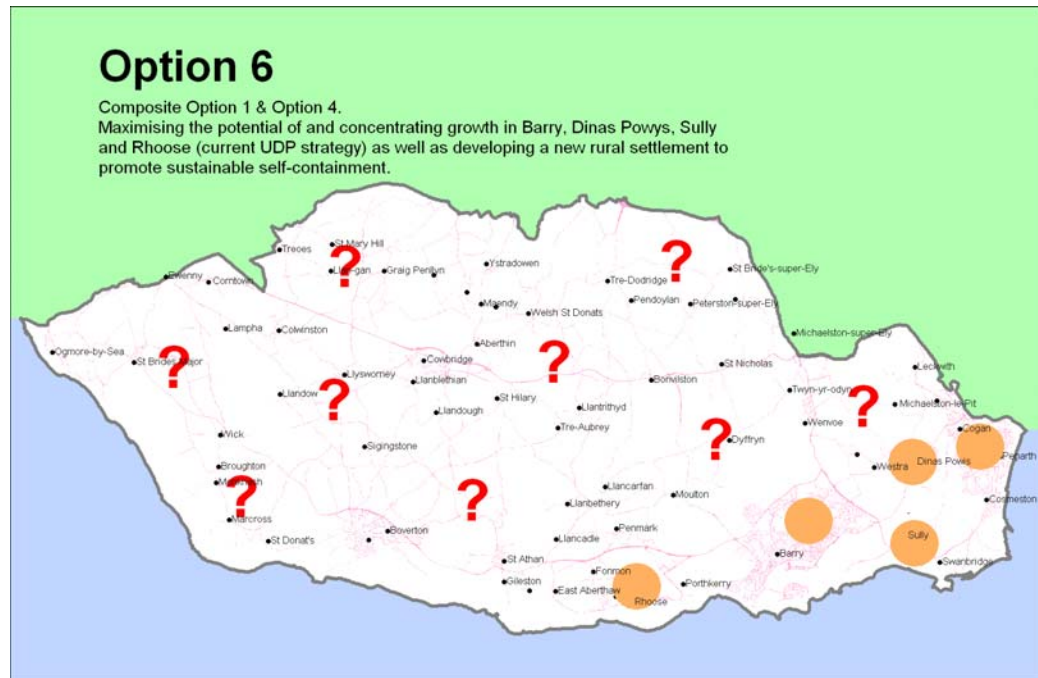 Option 6
Composite Option 1 & Option 4.
Maximising the potential of and concentrating growth in Barry, Dinas Powys, Sully
and Rhoose (current UDP strategy) as well as developing a new rural settlement to
promote sustainable self-containment.
St Mary Hill
Treoes
?
?
Graig Penllyn
Ystradowen
St Bride's-super-Ely
Ewenny
Corntown
Tre-Dodridge
Maendy
Pendoylan
Peterston-super-Ely
Welsh St Donats
Lampha
Colwinston
Michaelston-super-Ely
Aberthin
Ogmore-by-Sea
St Brides Major
?
Cowbridge
?
St Nicholas
Leckwith
Llysworney
Llanblethian
Bonvilston
Twyn-yr-odyn
Llandow
?
St Hilary
?
Michaelston-le-Pit
Llandough
Llantrithyd
Wenvoe
Tre-Aubrey
Cogan
Wick
Sigingstone
?
Dyffryn
Penarth
Broughton
Westra
Dinas Powis
?
?
Llancarfan
Moulton
Cosmeston
Llanbethery
Marcross
Boverton
Penmark
St Donat's
Llancadle
Sully
Barry
St Athan
Swanbridge
Fonmon
Gileston
East Aberthaw
Porthkerry
Rhoose